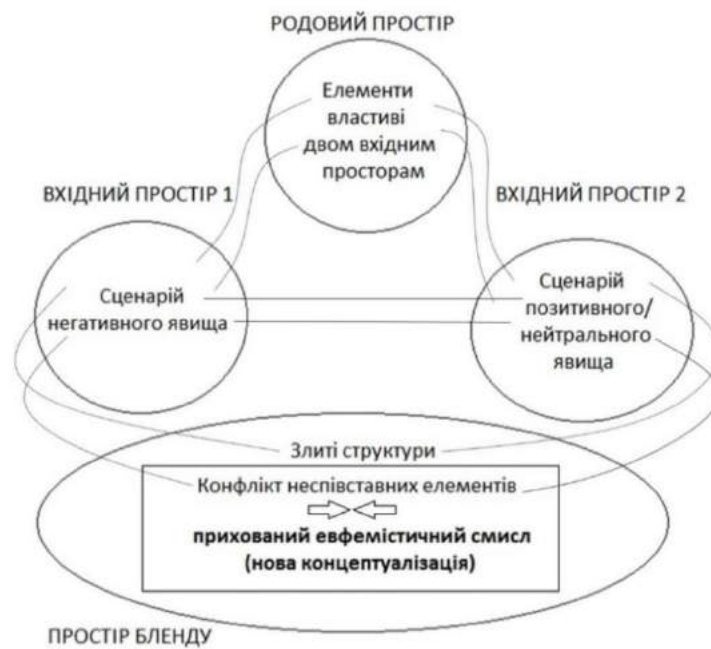 РОДОВИЙ ПРОСТІР
Елементи
властиві
двом вхідним
просторам
ВХІДНИЙ ПРОСТІР 1
ВХІДНИЙ ПРОСТІР 2
Сценарій
негативного явища
Сценарій
позитивного/
нейтрального
явища
Злиті структури
Конфлікт неспівставних елементів
прихований евфемістичний смисл
(нова концептуалізація)
ПРОСТІР БЛЕНДУ